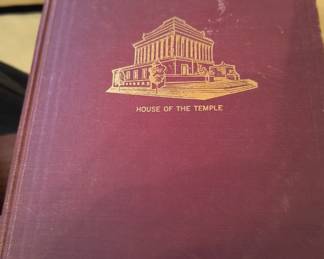 HOUSE OF THE TEMPLE